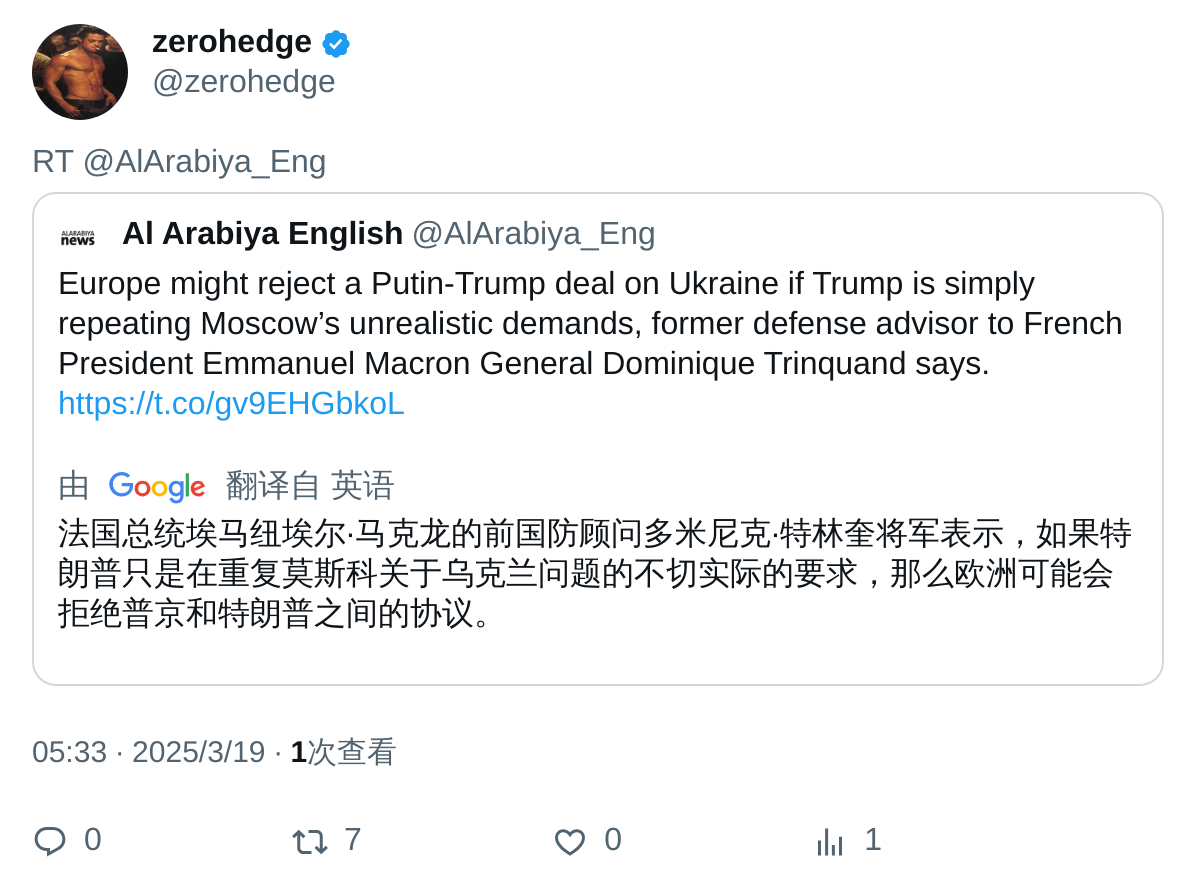 zerohedge
@zerohedge
RT @AlArabiya_Eng
ALARABIYA
news
Al Arabiya English @AlArabiya_Eng
Europe might reject a Putin-Trump deal on Ukraine if Trump is simply
repeating Moscow’s unrealistic demands, former defense advisor to French
President Emmanuel Macron General Dominique Trinquand says.
https://t.co/gv9EHGbkoL
由 Google 翻译自 英语
法国总统埃马纽埃尔·马克龙的前国防顾问多米尼克·特林奎将军表示，如果特
朗普只是在重复莫斯科关于乌克兰问题的不切实际的要求，那么欧洲可能会
拒绝普京和特朗普之间的协议。
05:33 · 2025/3/19 · 1次查看
0 7 0 1